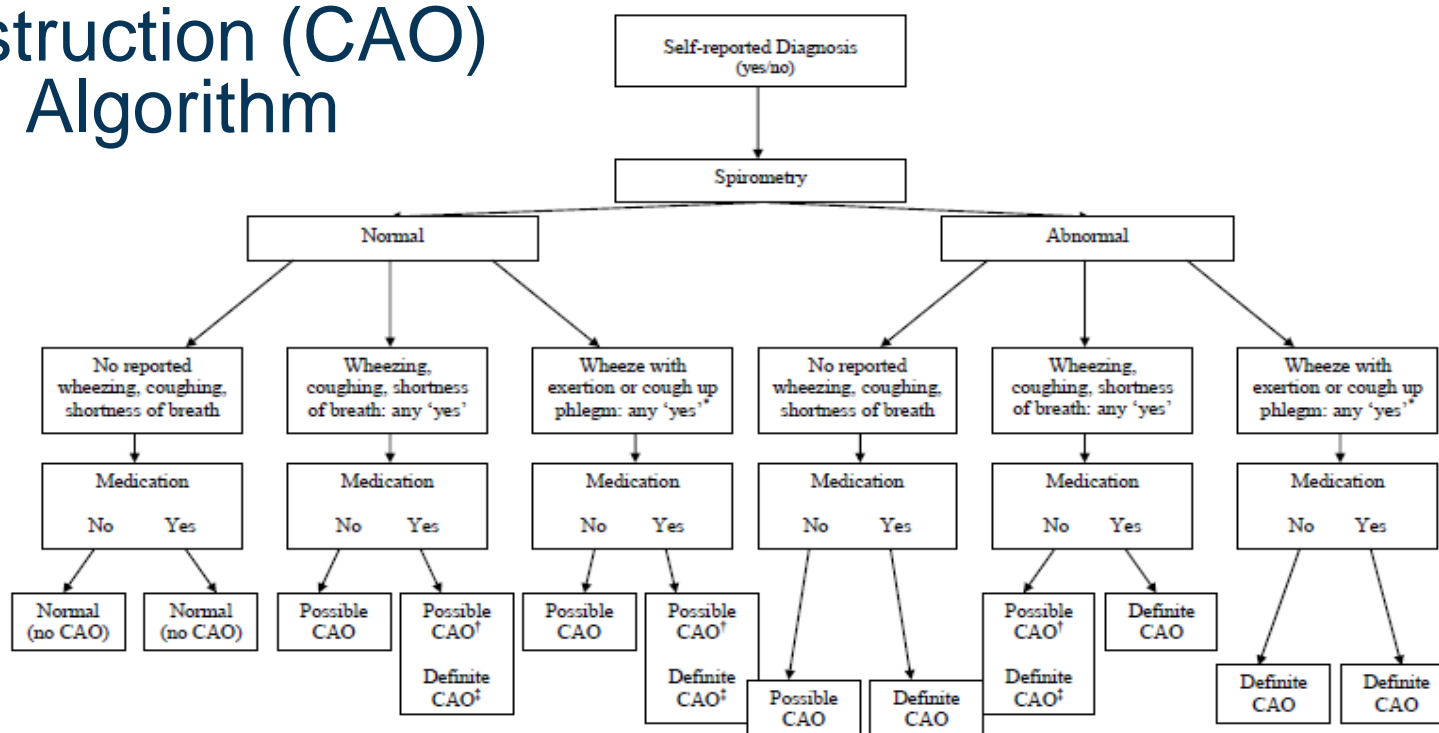 struction (CAO)
Algorithm
Self-reported Diagnosis
(yes/no)
Spirometry
Normal
Abnormal
No reported
wheezing, coughing,
shortness of breath
Wheezing,
coughing, shortness
of breath: any ‘yes’
Wheeze with
exertion or cough up
phlegm: any ‘yes’*
No reported
wheezing, coughing,
shortness of breath
Wheezing,
coughing, shortness
of breath: any ‘yes’
Wheeze with
exertion or cough up
phlegm: any ‘yes’*
Medication
No Yes
Medication
No Yes
Medication
No Yes
Medication
No Yes
Medication
No Yes
Medication
No Yes
Normal
(no CAO)
Normal
(no CAO)
Possible
CAO
Possible
CAO†
Definite
CAO‡
Possible
CAO
Possible
CAO†
Definite
CAO‡
Possible
CAO
Definite
CAO
Possible
CAO†
Definite
CAO‡
Definite
CAO
Definite
CAO
Definite
CAO